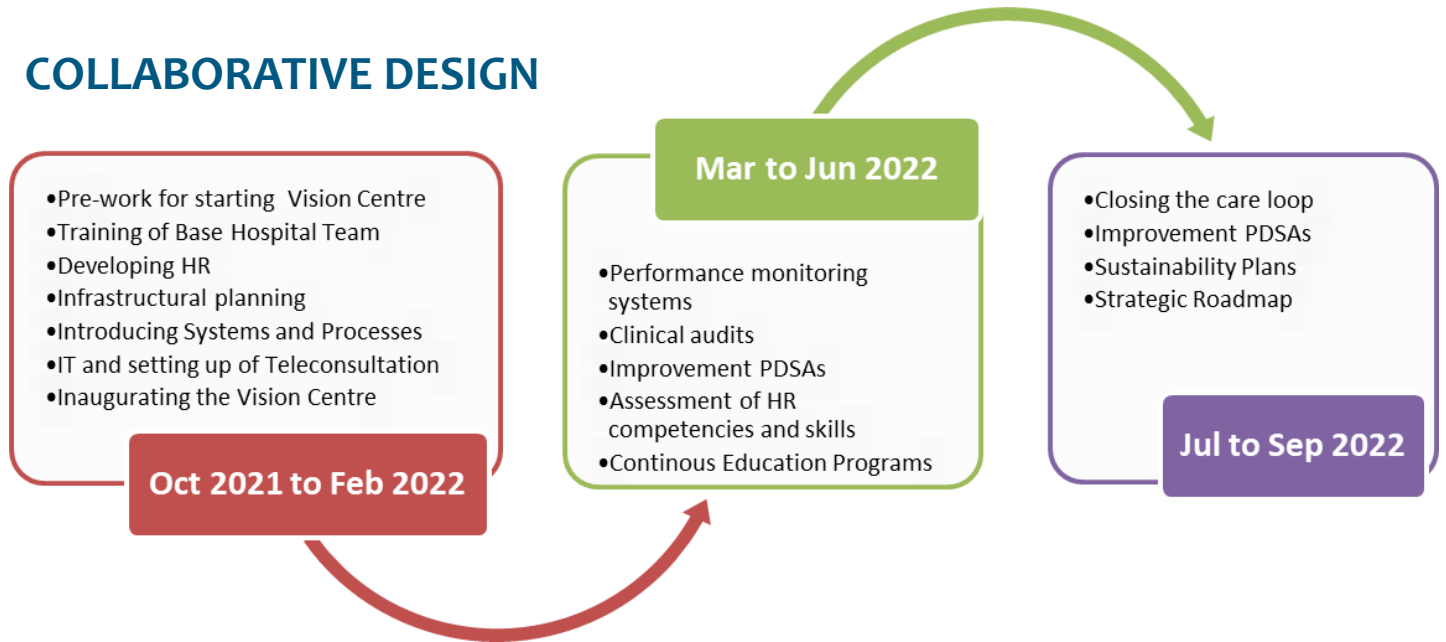 COLLABORATIVE DESIGN
•Pre-work for starting Vision Centre
•Training of Base Hospital Team
•Developing HR
•Infrastructural planning
•Introducing Systems and Processes
•IT and setting up of Teleconsultation
•Inaugurating the Vision Centre
Oct 2021 to Feb 2022
Mar to Jun 2022
•Performance monitoring
systems
•Clinical audits
•Improvement PDSAs
•Assessment of HR
competencies and skills
•Continous Education Programs
•Closing the care loop
•Improvement PDSAs
•Sustainability Plans
•Strategic Roadmap
Jul to Sep 2022